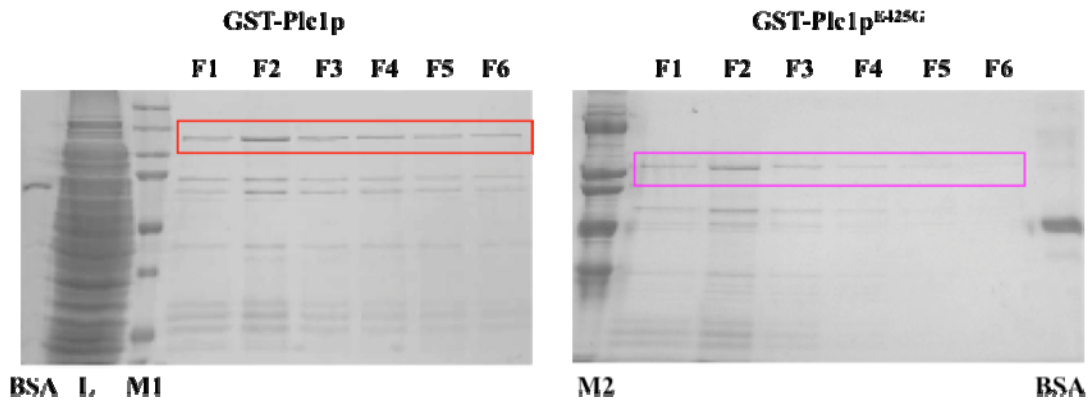 GST-Plc1p
GST-Plc1pE425G
F1 F2 F3 F4 F5 F6
F1 F2 F3 F4 F5 F6
BSA L M1
M2 BSA